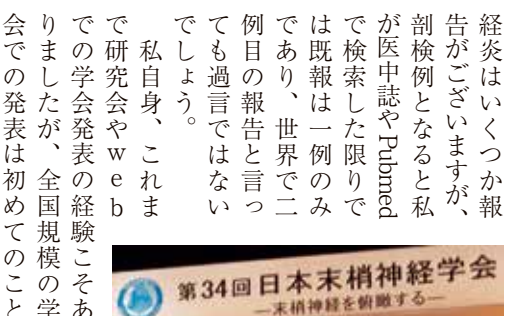 経炎はいくつか報
告がございますが、
剖検例となると私
が医中誌やPubmed
で検索した限りで
は既報は一例のみ
であり、世界で二
例目の報告と言っ
ても過言ではない
でしょう。
　私自身、これま
で研究会やｗｅｂ
での学会発表の経験こそあ
りましたが、全国規模の学
会での発表は初めてのこと
第34回日本末梢神経学会
―末梢神経を俯瞰する―